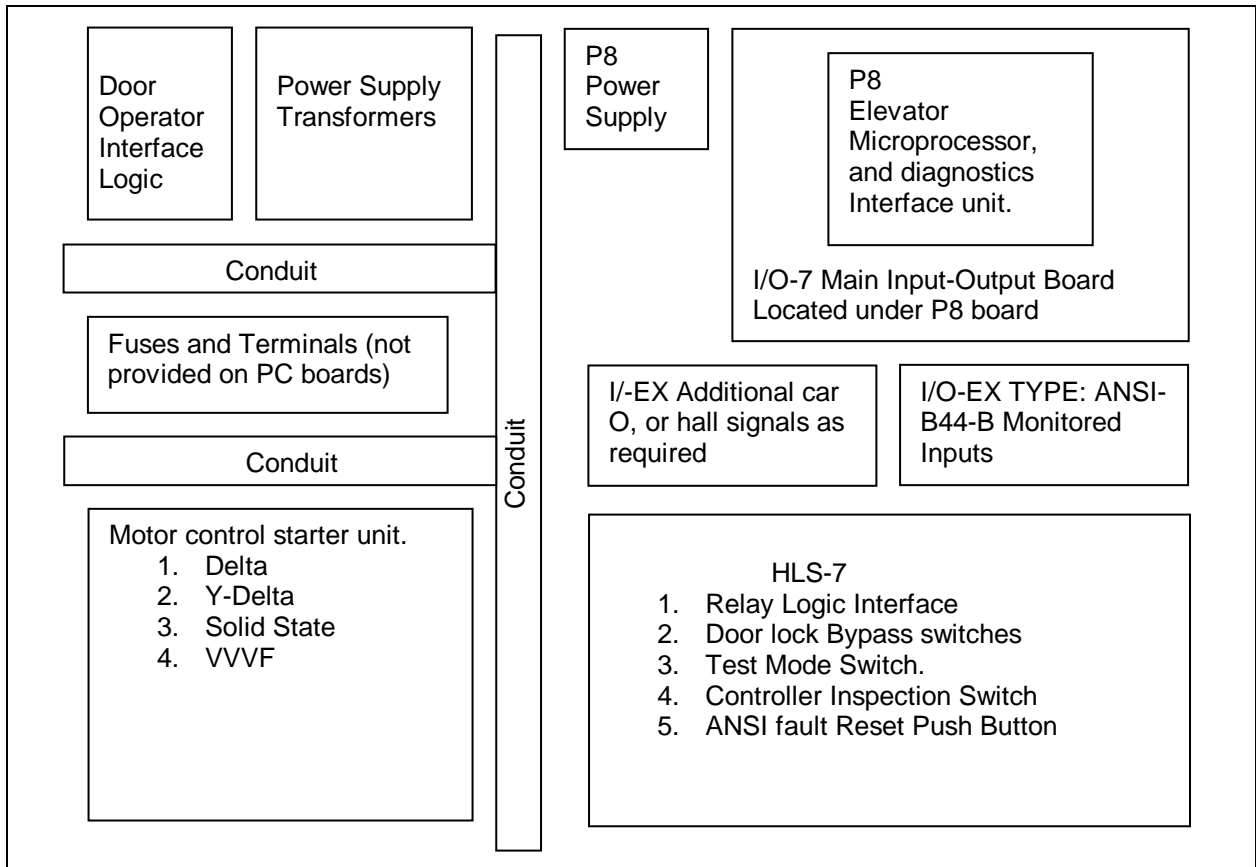 Door
Operator
Interface
Logic
Power Supply
Transformers
Conduit
Fuses and Terminals (not
provided on PC boards)
Conduit
Motor control starter unit.
1. Delta
2. Y-Delta
3. Solid State
4. VVVF
Conduit
P8
Power
Supply
P8
Elevator
Microprocessor,
and diagnostics
Interface unit.
I/O-7 Main Input-Output Board
Located under P8 board
I/-EX Additional car
O, or hall signals as
required
I/O-EX TYPE: ANSI-
B44-B Monitored
Inputs
HLS-7
1. Relay Logic Interface
2. Door lock Bypass switches
3. Test Mode Switch.
4. Controller Inspection Switch
5. ANSI fault Reset Push Button